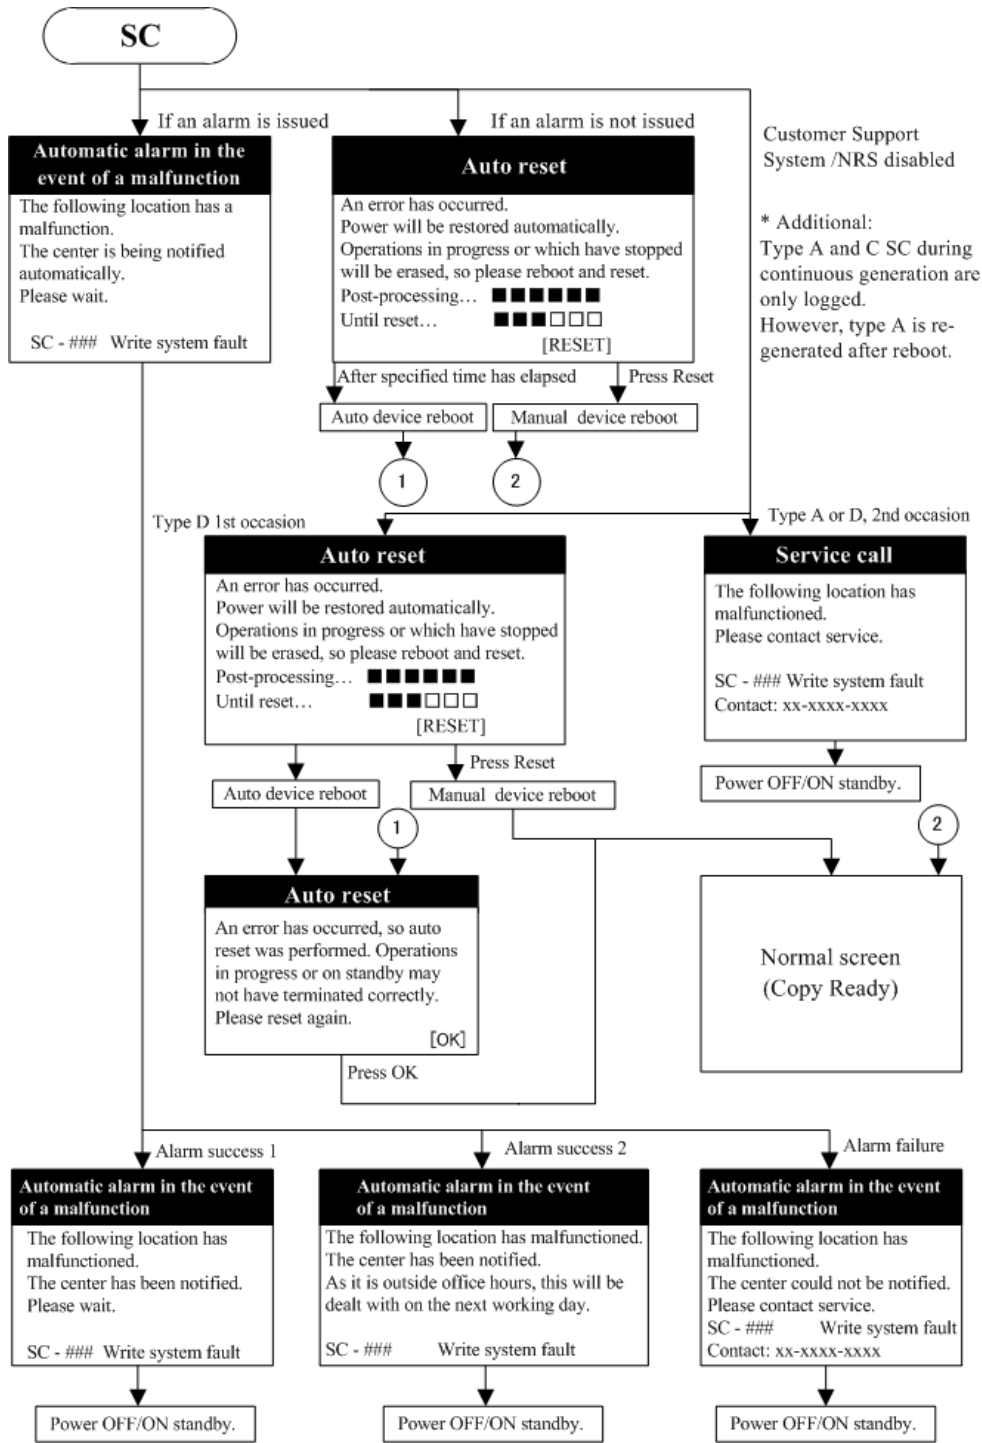 SC
If an alarm is issued
If an alarm is not issued
Customer Support
System /NRS disabled
* Additional:
Type A and C SC during
continuous generation are
only logged.
However, type A is re-
generated after reboot.
Automatic alarm in the
event of a malfunction
The following location has a
malfunction.
The center is being notified
automatically.
Please wait.
SC - ### Write system fault
Auto reset
An error has occurred.
Power will be restored automatically.
Operations in progress or which have stopped
will be erased, so please reboot and reset.
Post-processing... ■■■■■■
Until reset... ■■■□□□
[RESET]
After specified time has elapsed
Press Reset
Auto device reboot
Manual device reboot
1
2
Type D 1st occasion
Type A or D, 2nd occasion
Auto reset
An error has occurred.
Power will be restored automatically.
Operations in progress or which have stopped
will be erased, so please reboot and reset.
Post-processing... ■■■■■■
Until reset... ■■■□□□
[RESET]
Service call
The following location has
malfunctioned.
Please contact service.
SC - ### Write system fault
Contact: xx-xxxx-xxxx
Press Reset
Auto device reboot
Manual device reboot
Power OFF/ON standby.
1
2
Auto reset
An error has occurred, so auto
reset was performed. Operations
in progress or on standby may
not have terminated correctly.
Please reset again.
[OK]
Press OK
Normal screen
(Copy Ready)
Alarm success 1
Alarm success 2
Alarm failure
Automatic alarm in the event
of a malfunction
The following location has
malfunctioned.
The center has been notified.
Please wait.
SC - ### Write system fault
Automatic alarm in the event
of a malfunction
The following location has malfunctioned.
The center has been notified.
As it is outside office hours, this will be
dealt with on the next working day.
SC - ### Write system fault
Automatic alarm in the event
of a malfunction
The following location has
malfunctioned.
The center could not be notified.
Please contact service.
SC - ### Write system fault
Contact: xx-xxxx-xxxx
Power OFF/ON standby.
Power OFF/ON standby.
Power OFF/ON standby.